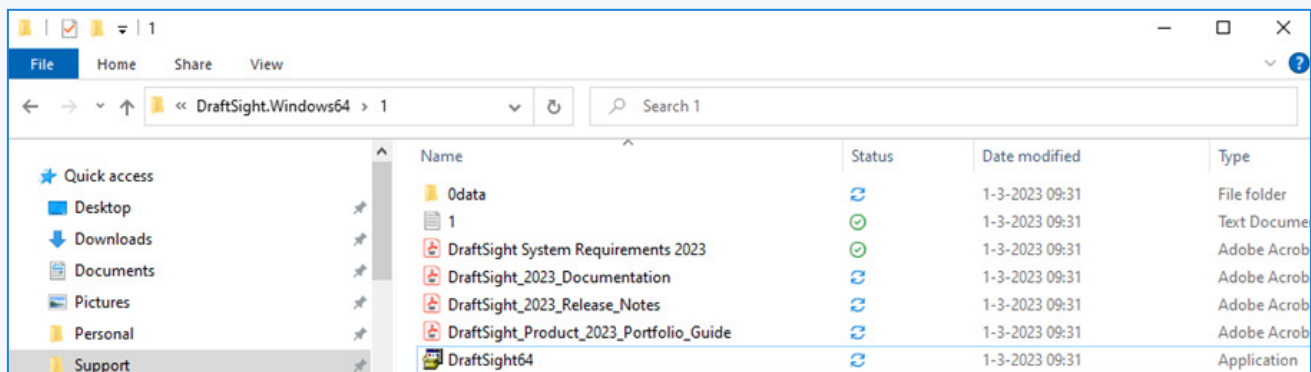 1
File Home Share View
« DraftSight.Windows64 › 1 Search 1
Name Status Date modified Type
Quick access
0data 1-3-2023 09:31 File folder
Desktop
1 1-3-2023 09:31 Text Docume
Downloads
DraftSight System Requirements 2023 1-3-2023 09:31 Adobe Acrob
Documents
DraftSight_2023_Documentation 1-3-2023 09:31 Adobe Acrob
Pictures
DraftSight_2023_Release_Notes 1-3-2023 09:31 Adobe Acrob
Personal
DraftSight_Product_2023_Portfolio_Guide 1-3-2023 09:31 Adobe Acrob
Support
DraftSight64 1-3-2023 09:31 Application